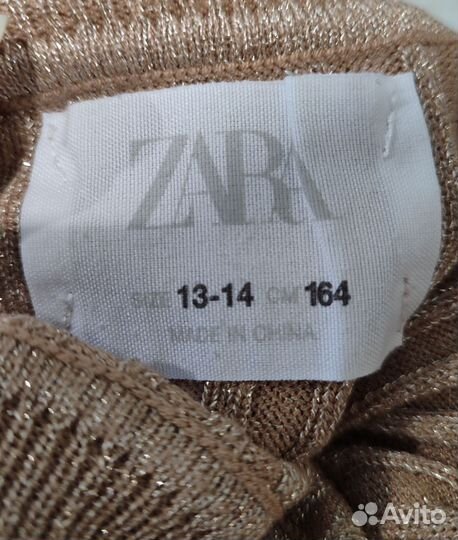 ZARA
SIZE 13-14 CM 164
MADE IN CHINA
Avito